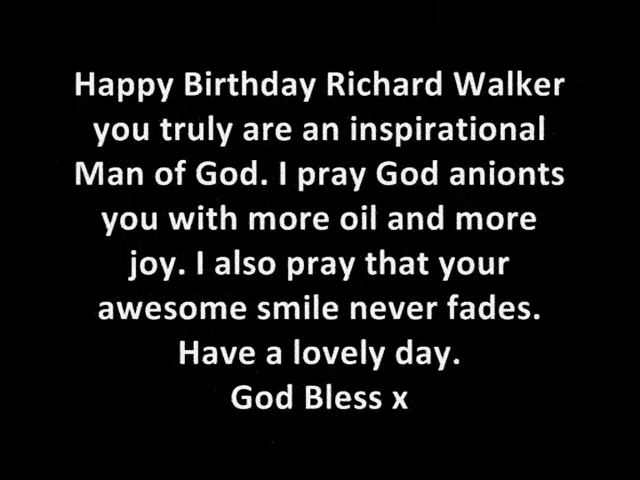 Happy Birthday Richard Walker
you truly are an inspirational
Man of God. I pray God anionts
you with more oil and more
joy. I also pray that your
awesome smile never fades.
Have a lovely day.
God Bless x